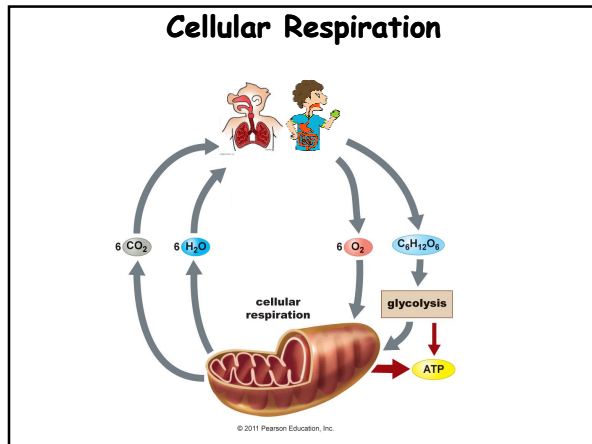 Cellular Respiration
6 CO₂
6 H₂O
6 O₂
C₆H₁₂O₆
glycolysis
cellular
respiration
ATP
© 2011 Pearson Education, Inc.